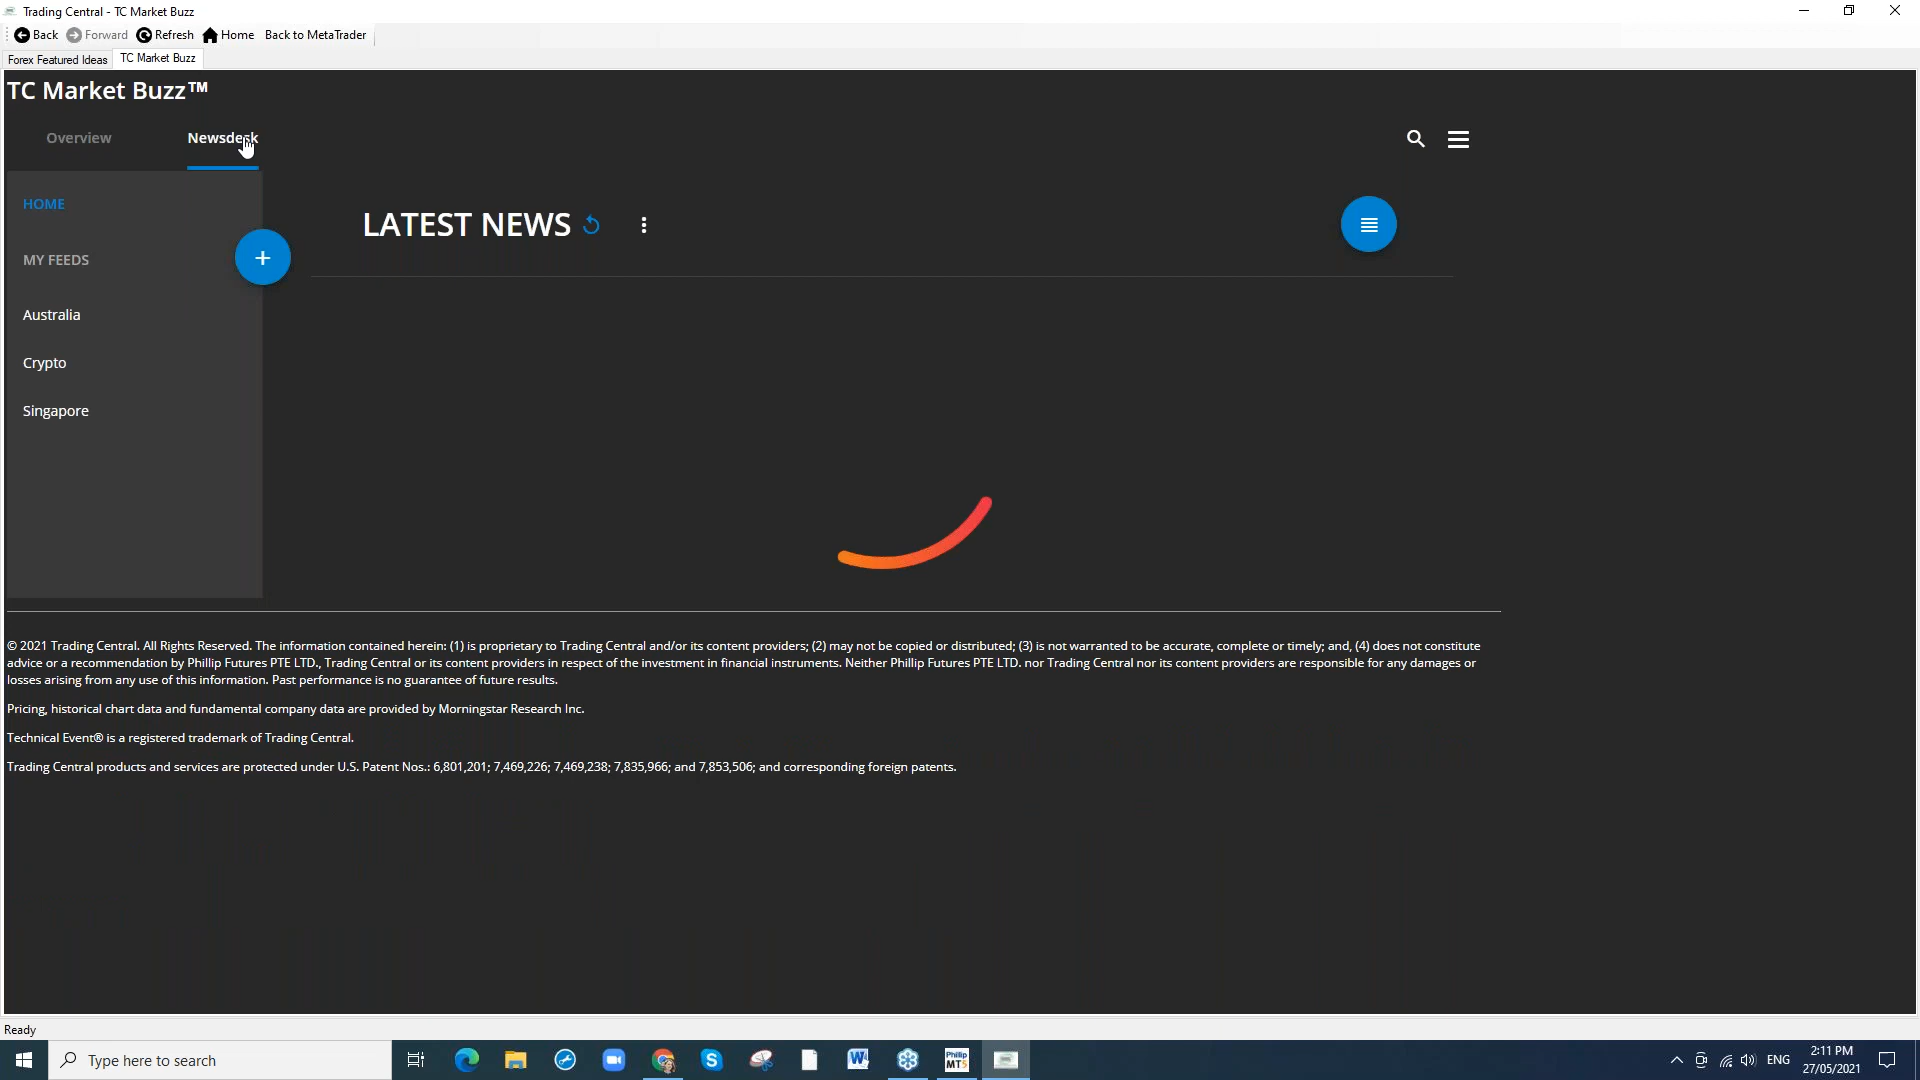 Trading Central - TC Market Buzz
Back Forward Refresh Home Back to MetaTrader
Forex Featured Ideas TC Market Buzz
TC Market Buzz™
Overview Newsdesk
HOME
LATEST NEWS
MY FEEDS
+
Australia
Crypto
Singapore
© 2021 Trading Central. All Rights Reserved. The information contained herein: (1) is proprietary to Trading Central and/or its content providers; (2) may not be copied or distributed; (3) is not warranted to be accurate, complete or timely; and, (4) does not constitute
advice or a recommendation by Phillip Futures PTE LTD., Trading Central or its content providers in respect of the investment in financial instruments. Neither Phillip Futures PTE LTD. nor Trading Central nor its content providers are responsible for any damages or
losses arising from any use of this information. Past performance is no guarantee of future results.
Pricing, historical chart data and fundamental company data are provided by Morningstar Research Inc.
Technical Event® is a registered trademark of Trading Central.
Trading Central products and services are protected under U.S. Patent Nos.: 6,801,201; 7,469,226; 7,469,238; 7,835,966; and 7,853,506; and corresponding foreign patents.
Ready
Type here to search
Phillip
MT5
ENG
2:11 PM
27/05/2021